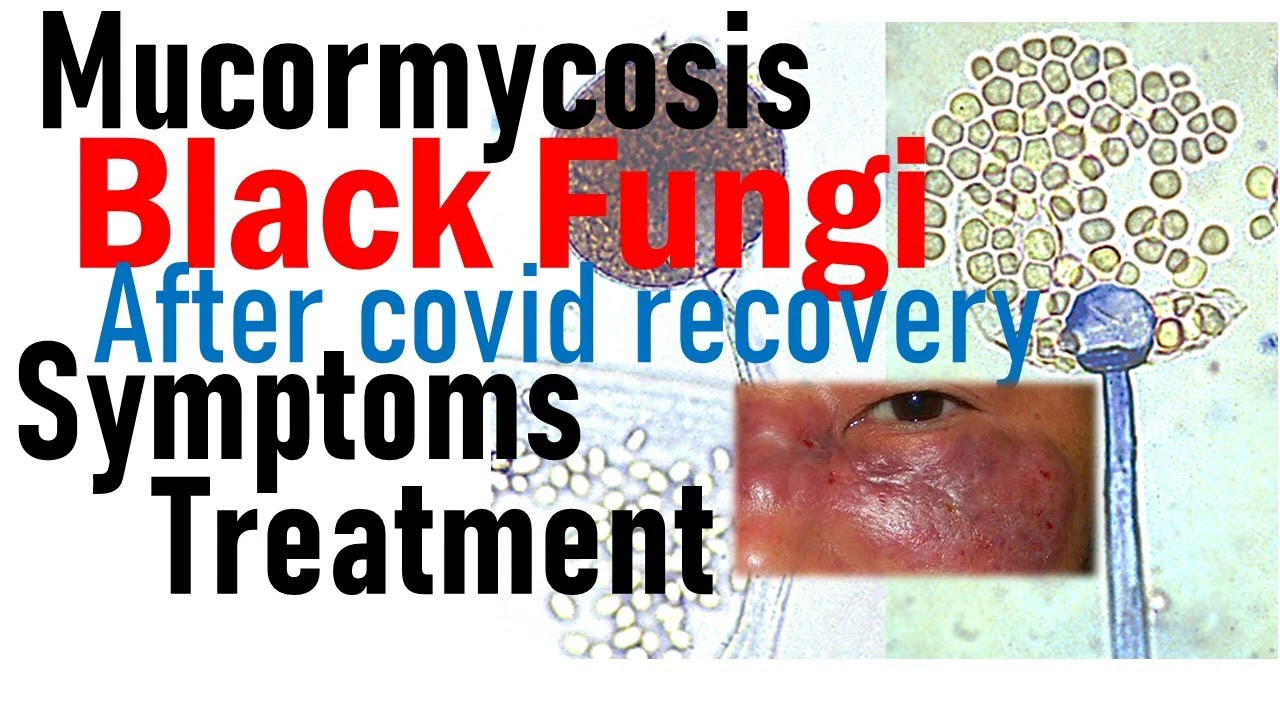 Mucormycosis
Black Fungi
After covid recovery
Symptoms
Treatment